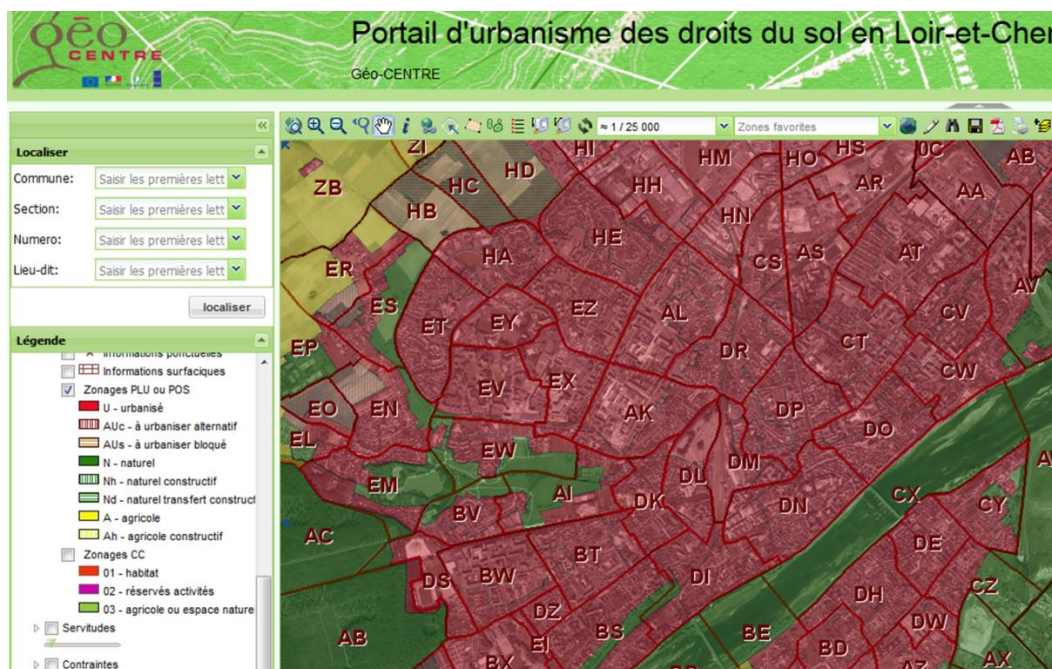 géo
CENTRE
Portail d'urbanisme des droits du sol en Loir-et-Cher
Géo-CENTRE
≈ 1 / 25 000
Zones favorites
Localiser
Commune:
Saisir les premières lett
Section:
Saisir les premières lett
Numero:
Saisir les premières lett
Lieu-dit:
Saisir les premières lett
localiser
Légende
Informations ponctuelles
Informations surfaciques
Zonages PLU ou POS
U - urbanisé
AUc - à urbaniser alternatif
AUs - à urbaniser bloqué
N - naturel
Nh - naturel constructif
Nd - naturel transfert construct
A - agricole
Ah - agricole constructif
Zonages CC
01 - habitat
02 - réservés activités
03 - agricole ou espace nature
Servitudes
Contraintes
ZI HI HM HO HS 0C AB
ZB HC HD HH AR AA
HB HN
HA HE CS AS AT
ER
ES EZ AL AV
ET EY CV
EP DR CT
EV EX CW
EO EN AK DP
EL EW DO
EM DL DM
AI DK DN CX CY
BV
AC BT DE
DS BW DI CZ
DH
DZ DW
AB EI BS BE
BX BD AZ AX